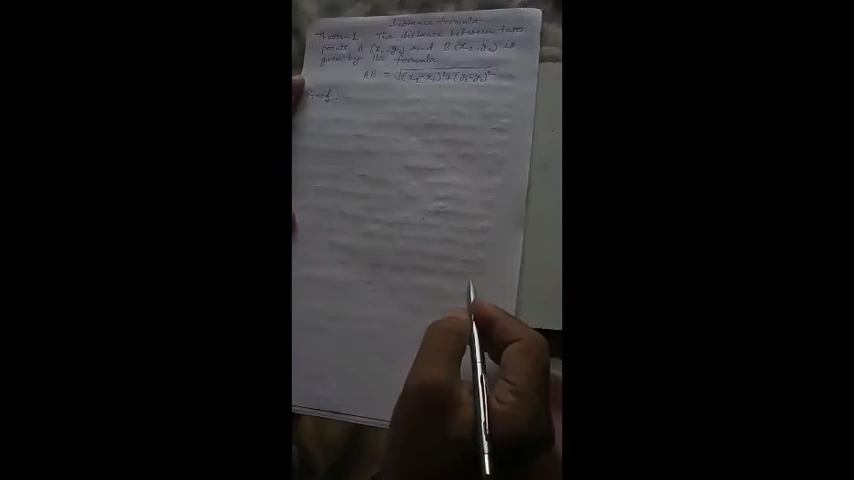 Distance formula
Theorem 1 The distance between two
points A (x₁, y₁) and B (x₂, y₂) is
given by the formula
AB = √(x₂-x₁)²+(y₂-y₁)²
Proof :-